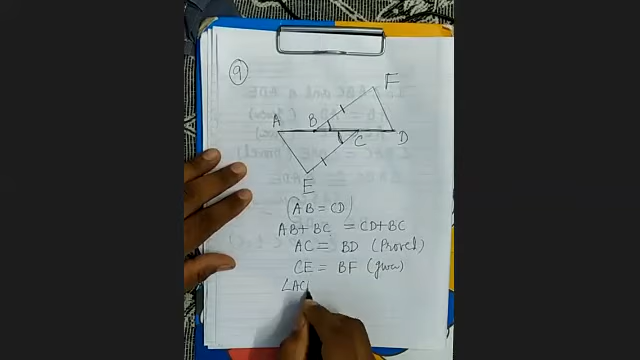 9
F
A B C D
E
(AB = CD)
AB + BC = CD + BC
AC = BD (Proved)
CE = BF (given)
∠AC